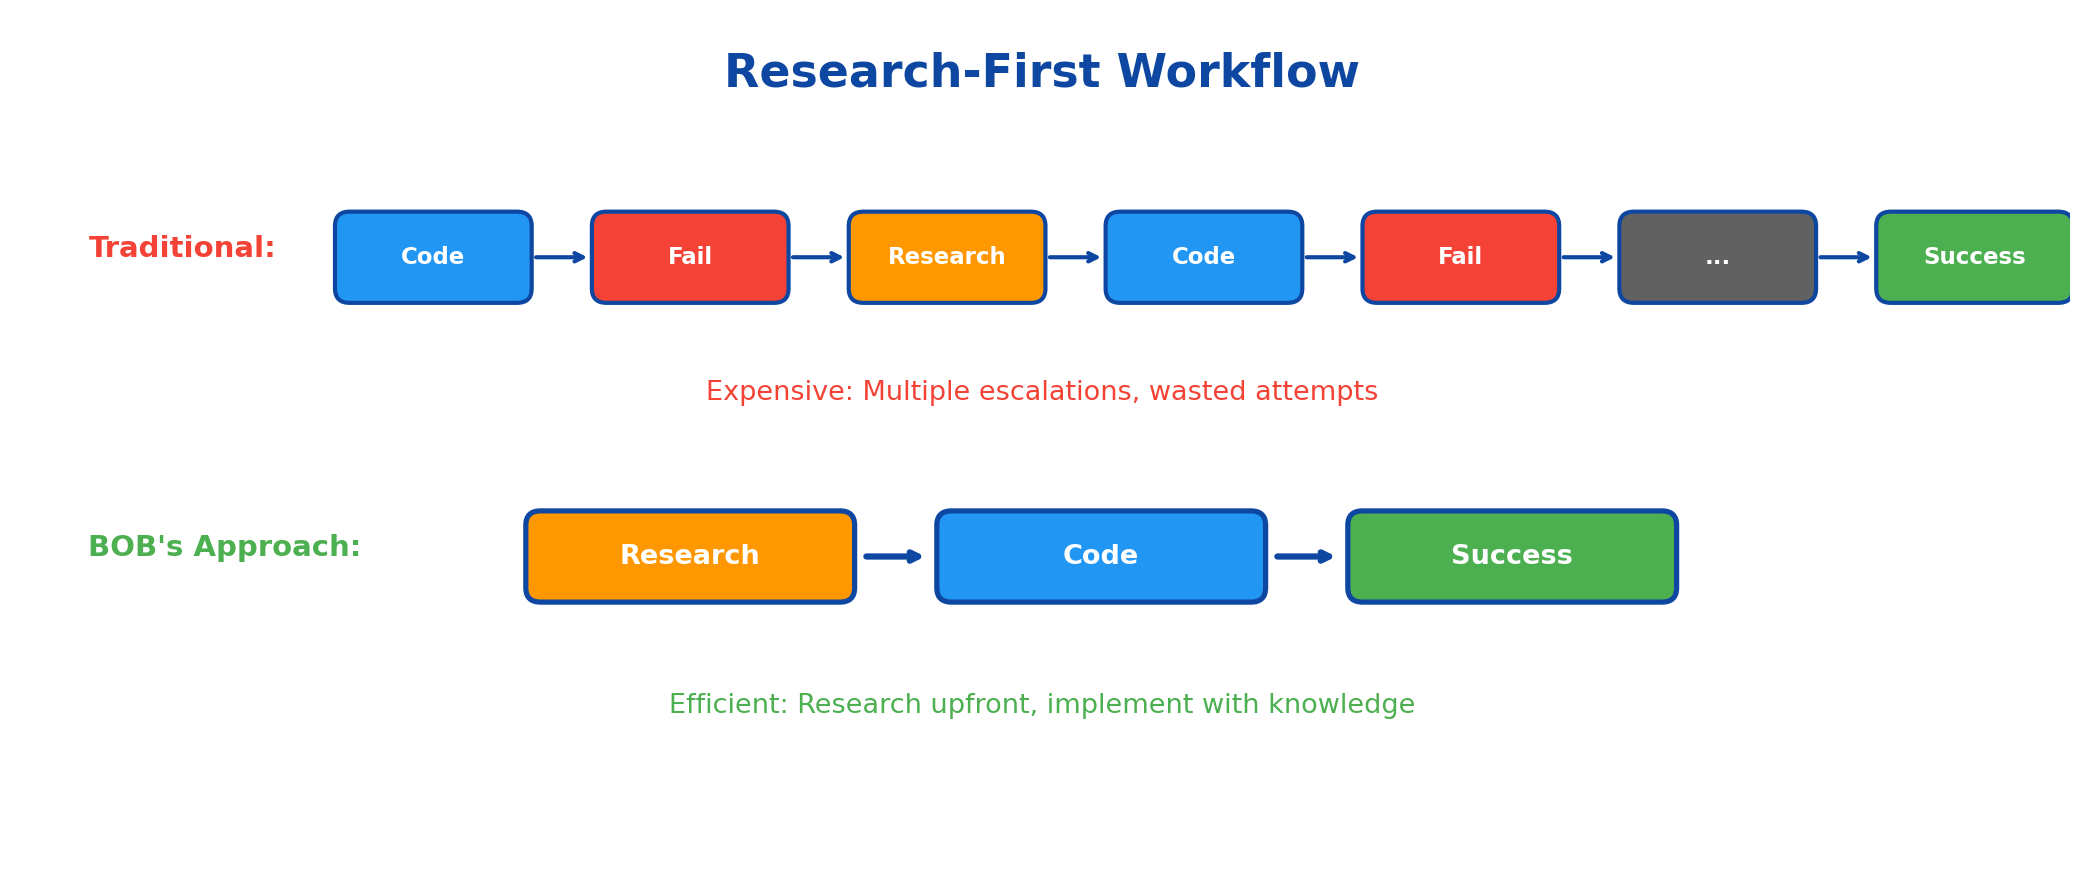 Research-First Workflow
Traditional:
Code
Fail
Research
Code
Fail
...
Success
Expensive: Multiple escalations, wasted attempts
BOB's Approach:
Research
Code
Success
Efficient: Research upfront, implement with knowledge